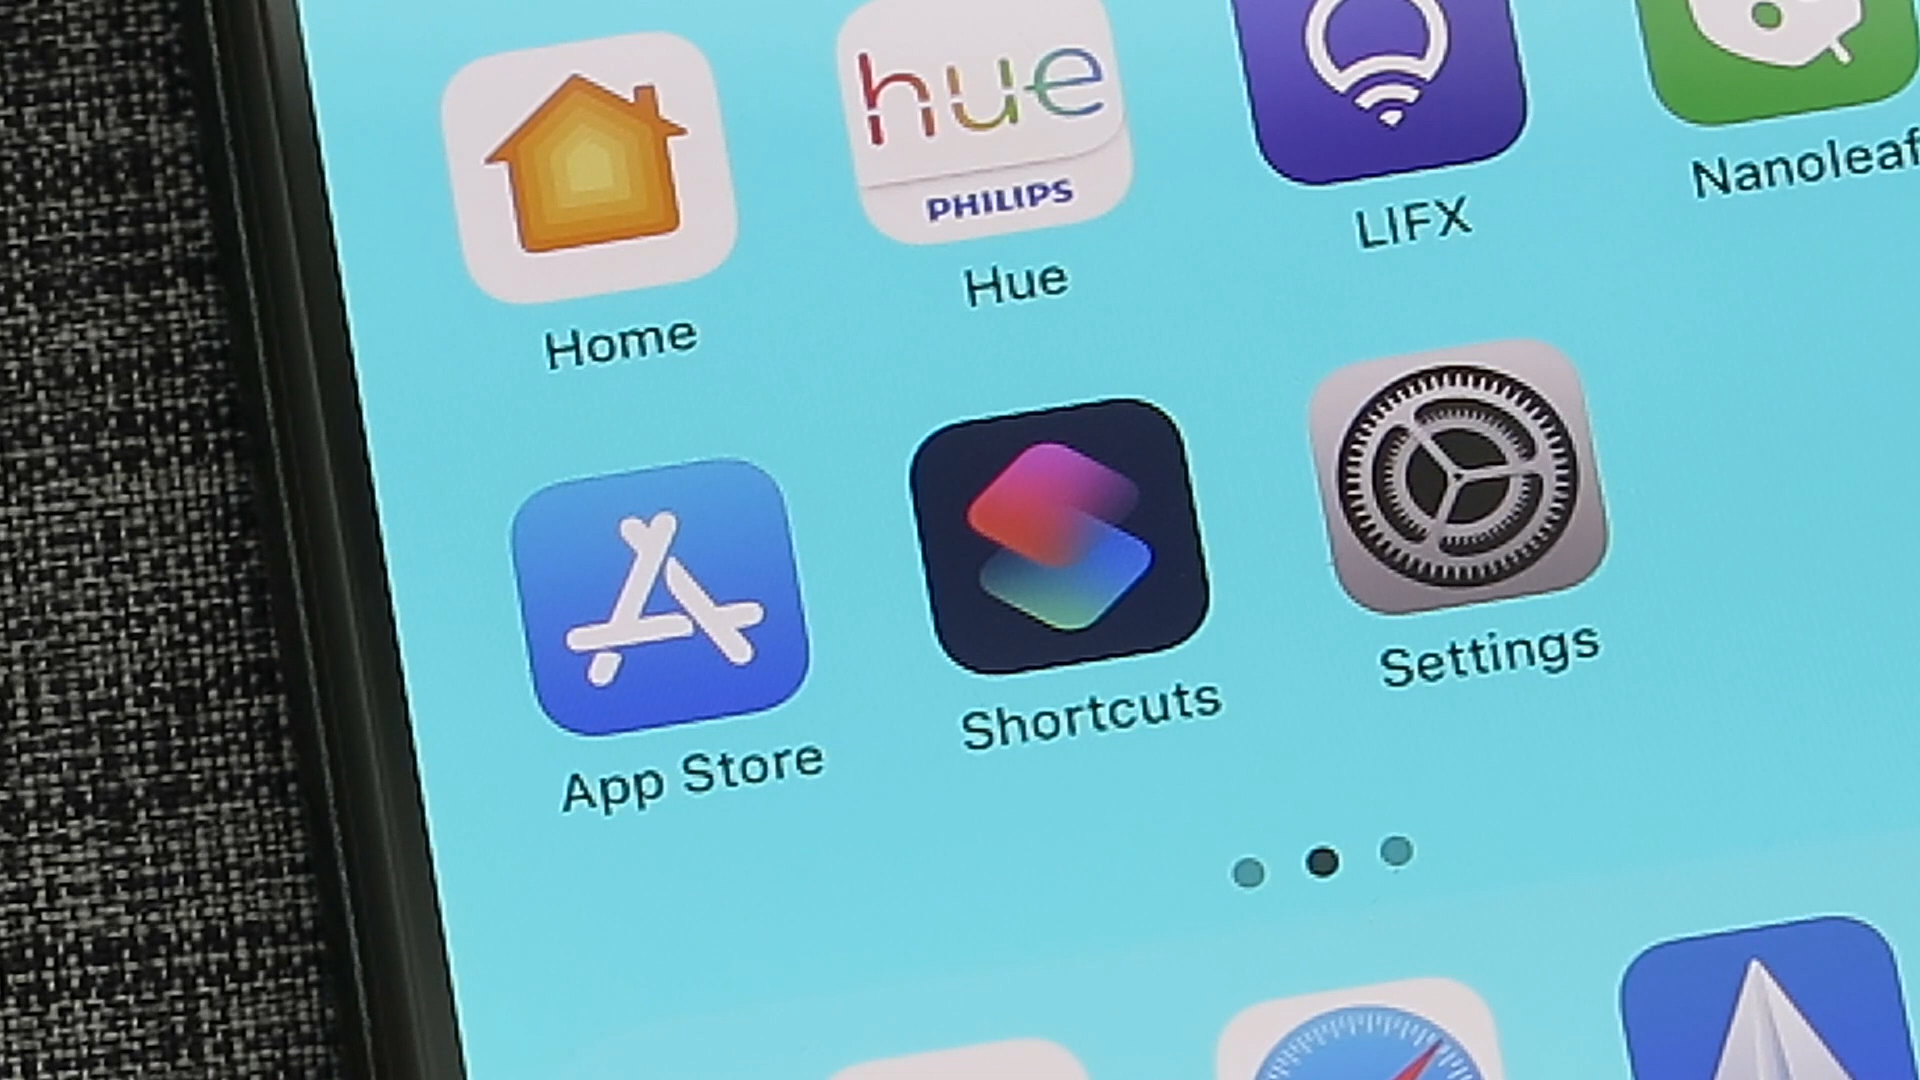 hue
PHILIPS
Home
Hue
LIFX
Nanoleaf
App Store
Shortcuts
Settings